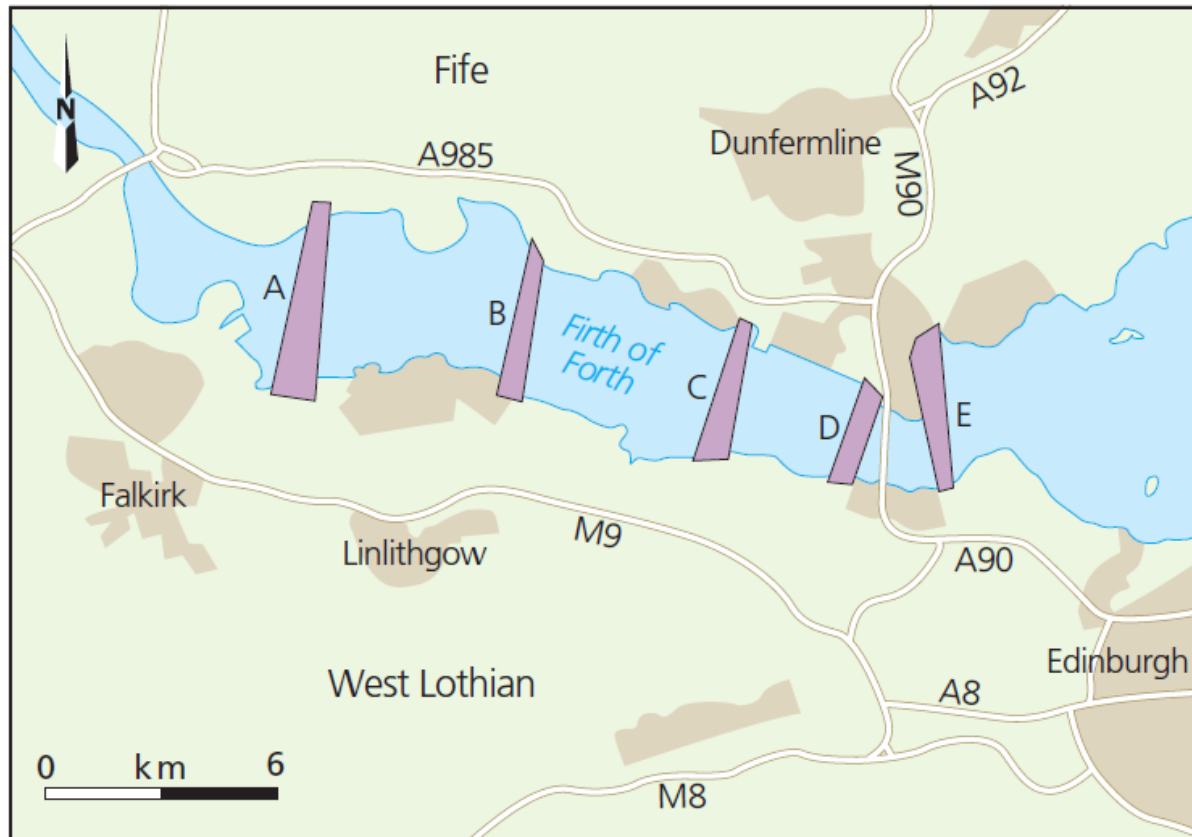 Fife
A92
N
Dunfermline
A985
M90
A
B
Firth of
Forth
C
D
E
Falkirk
M9
Linlithgow
A90
Edinburgh
West Lothian
A8
0 km 6
M8